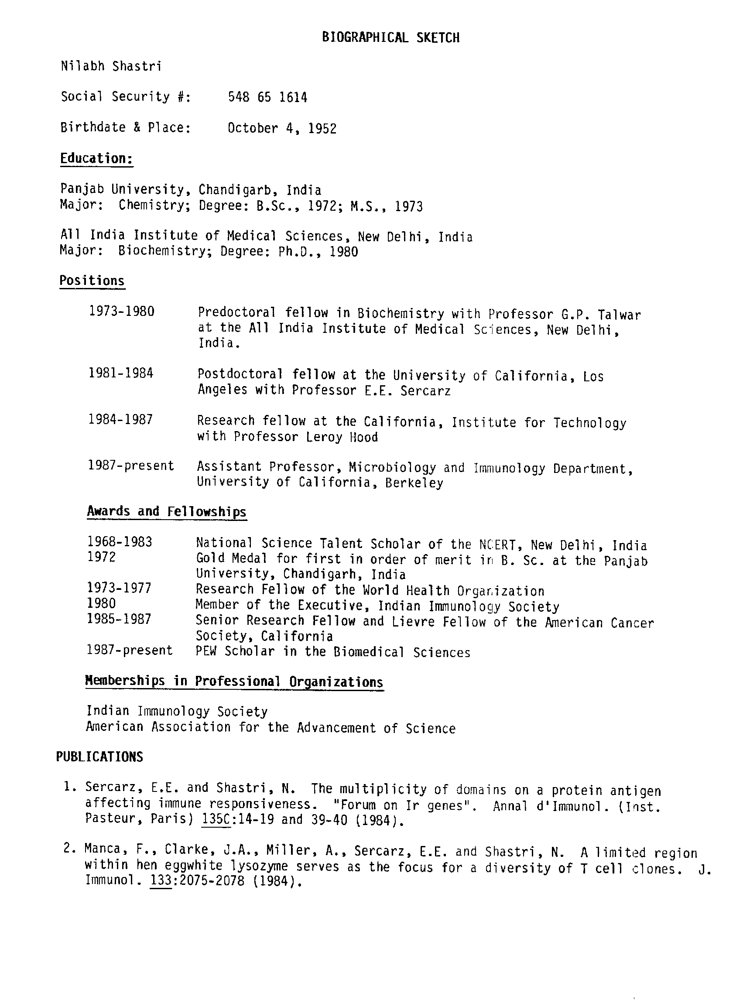 BIOGRAPHICAL SKETCH
Nilabh Shastri
Social Security #: 548 65 1614
Birthdate & Place: October 4, 1952
Education:
Panjab University, Chandigarb, India
Major: Chemistry; Degree: B.Sc., 1972; M.S., 1973
All India Institute of Medical Sciences, New Delhi, India
Major: Biochemistry; Degree: Ph.D., 1980
Positions
1973-1980 Predoctoral fellow in Biochemistry with Professor G.P. Talwar
at the All India Institute of Medical Sciences, New Delhi,
India.
1981-1984 Postdoctoral fellow at the University of California, Los
Angeles with Professor E.E. Sercarz
1984-1987 Research fellow at the California, Institute for Technology
with Professor Leroy Hood
1987-present Assistant Professor, Microbiology and Immunology Department,
University of California, Berkeley
Awards and Fellowships
1968-1983 National Science Talent Scholar of the NCERT, New Delhi, India
1972 Gold Medal for first in order of merit in B. Sc. at the Panjab
University, Chandigarh, India
1973-1977 Research Fellow of the World Health Organization
1980 Member of the Executive, Indian Immunology Society
1985-1987 Senior Research Fellow and Lievre Fellow of the American Cancer
Society, California
1987-present PEW Scholar in the Biomedical Sciences
Memberships in Professional Organizations
Indian Immunology Society
American Association for the Advancement of Science
PUBLICATIONS
1. Sercarz, E.E. and Shastri, N. The multiplicity of domains on a protein antigen
affecting immune responsiveness. "Forum on Ir genes". Annal d'Immunol. (Inst.
Pasteur, Paris) 135C:14-19 and 39-40 (1984).
2. Manca, F., Clarke, J.A., Miller, A., Sercarz, E.E. and Shastri, N. A limited region
within hen eggwhite lysozyme serves as the focus for a diversity of T cell clones. J.
Immunol. 133:2075-2078 (1984).